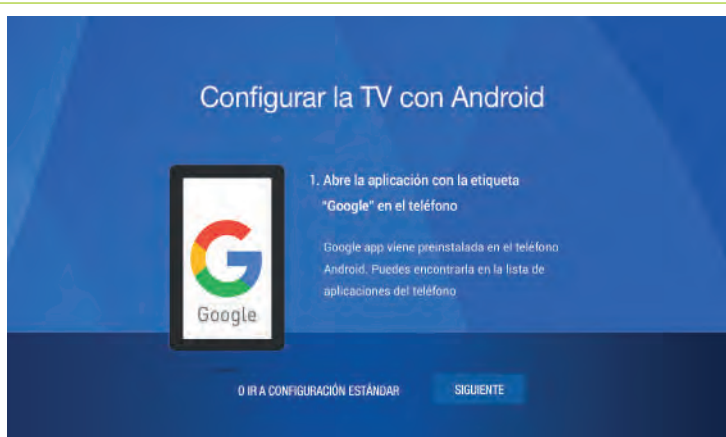 Configurar la TV con Android
1. Abre la aplicación con la etiqueta
"Google" en el teléfono
Google app viene preinstalada en el teléfono
Android. Puedes encontrarla en la lista de
aplicaciones del teléfono
Google
O IR A CONFIGURACIÓN ESTÁNDAR
SIGUIENTE